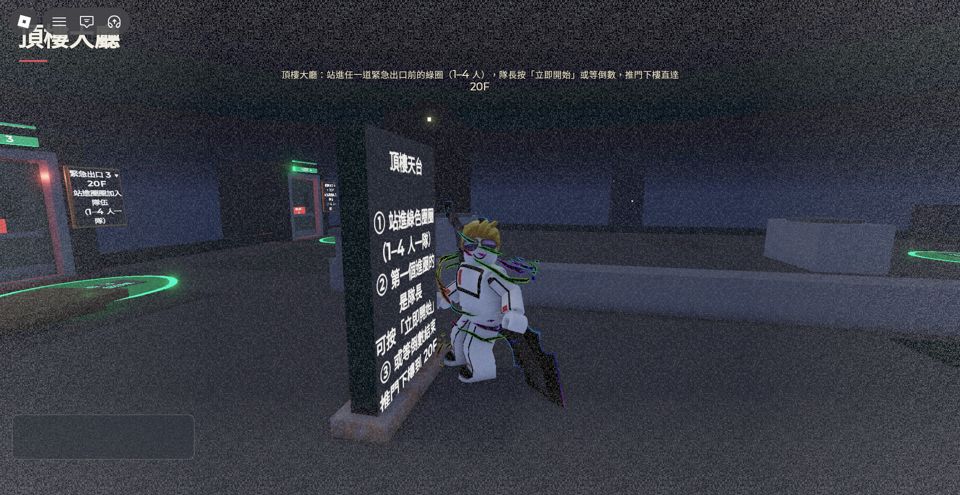 頂樓大廳
頂樓大廳：站進任一道緊急出口前的綠圈（1–4 人），隊長按「立即開始」或等倒數，推門下樓直達
20F
3
緊急出口 3
20F
站進圈圈加入
隊伍
（1–4 人一
隊）
頂樓天台
① 站進綠色圈圈
（1–4 人一隊）
② 第一個進圈的
是隊長
可按「立即開始」
③ 或等倒數結束
推門下樓到 20F